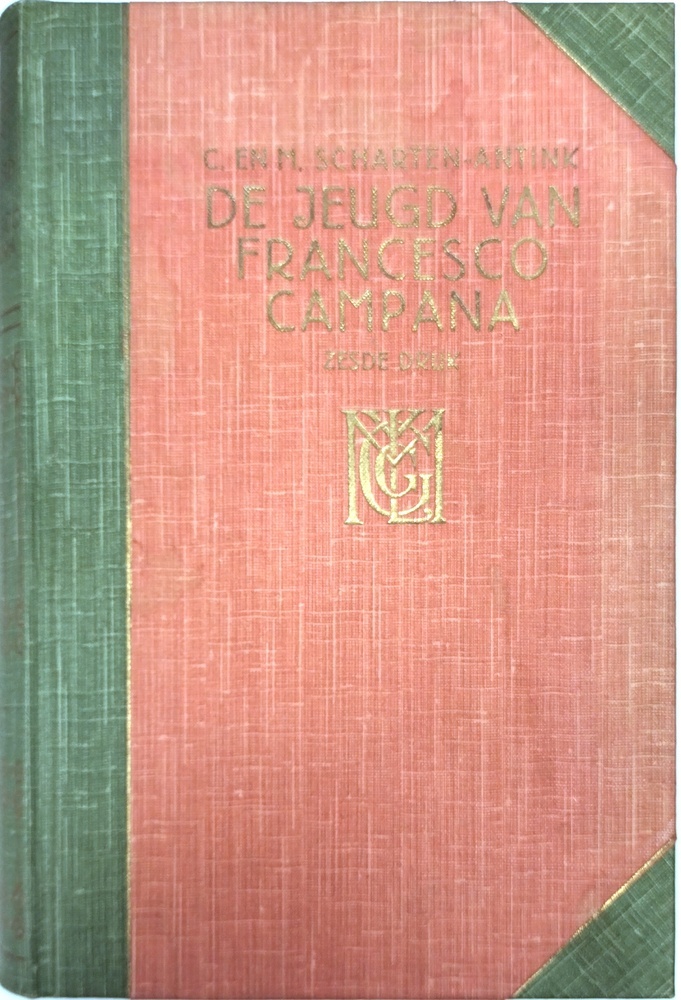 C. EN M. SCHARTEN-ANTINK
DE JEUGD VAN
FRANCESCO
CAMPANA
ZESDE DRUK